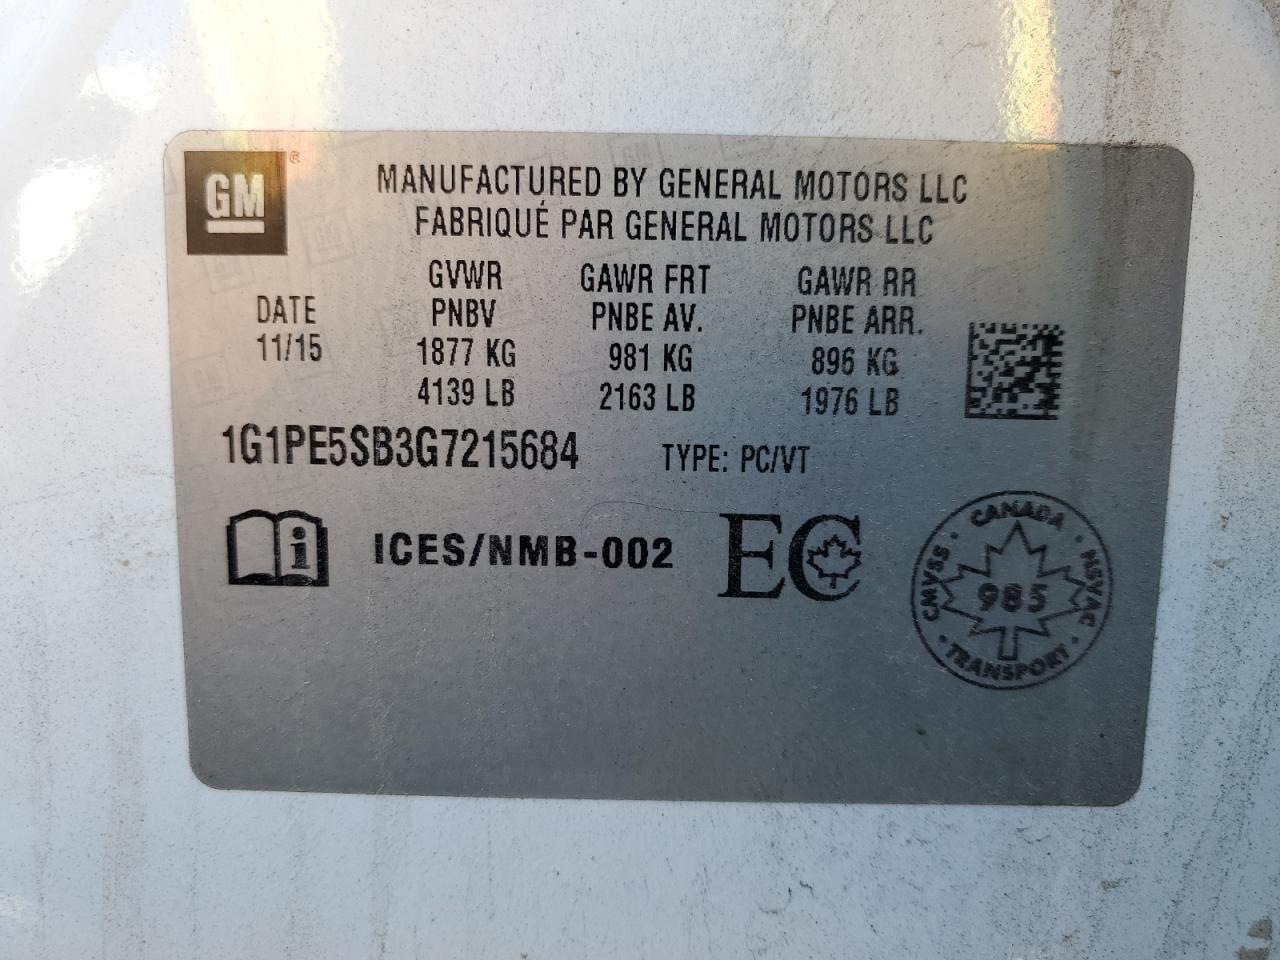 GM ®
MANUFACTURED BY GENERAL MOTORS LLC
FABRIQUÉ PAR GENERAL MOTORS LLC
GVWR GAWR FRT GAWR RR
DATE PNBV PNBE AV. PNBE ARR.
11/15 1877 KG 981 KG 896 KG
4139 LB 2163 LB 1976 LB
1G1PE5SB3G7215684 TYPE: PC/VT
i ICES/NMB-002 EC
CANADA
CMVSS · 985 · NSVAC
· TRANSPORT ·